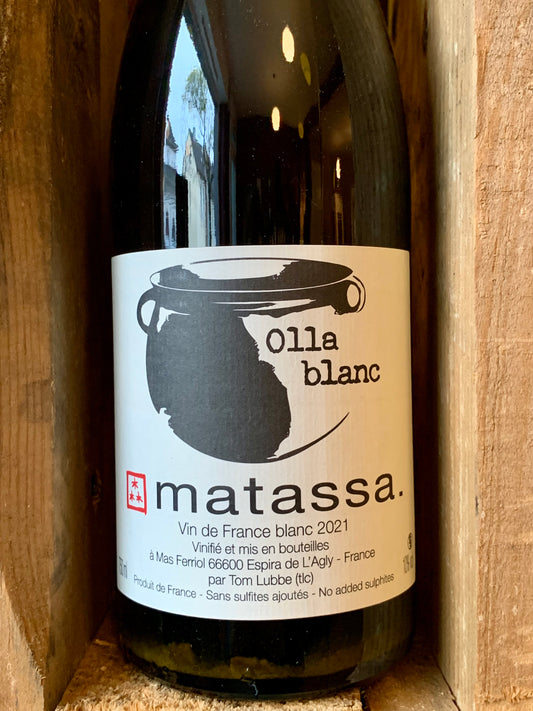 Olla
blanc
matassa.
Vin de France blanc 2021
Vinifié et mis en bouteilles
à Mas Ferriol 66600 Espira de L'Agly - France
par Tom Lubbe (tlc)
Produit de France - Sans sulfites ajoutés - No added sulphites